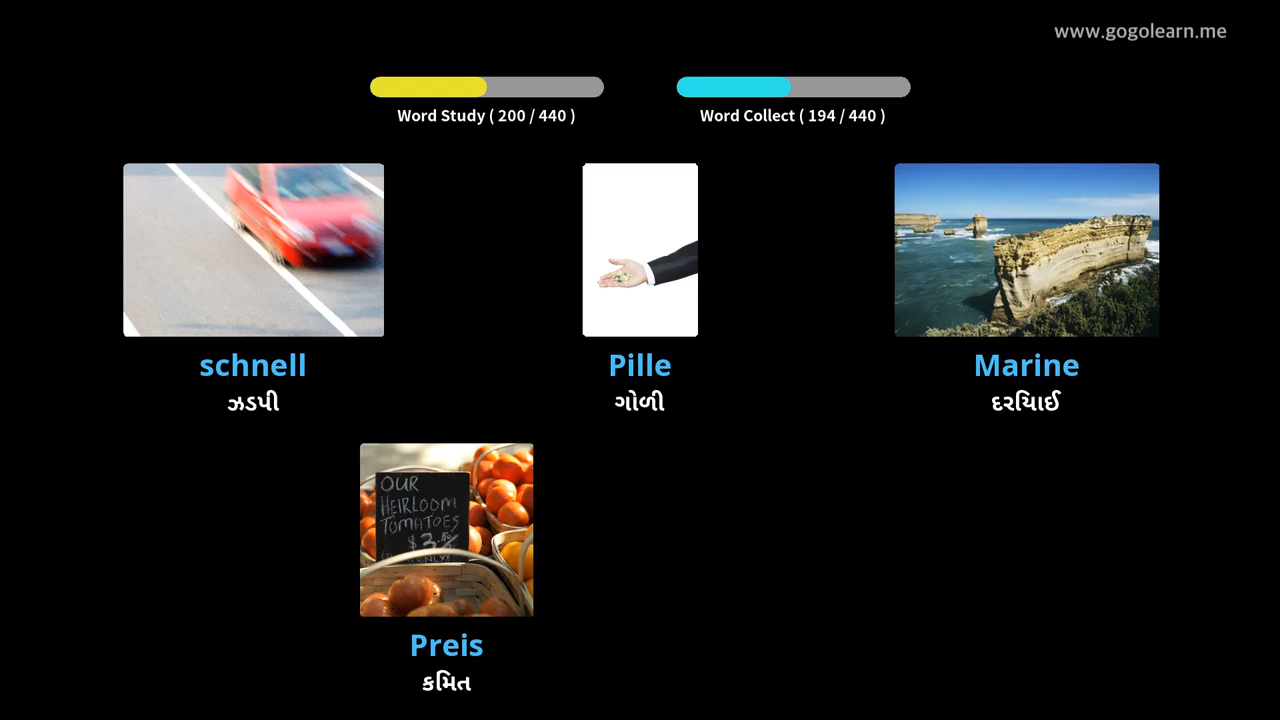 www.gogolearn.me
Word Study ( 200 / 440 )
Word Collect ( 194 / 440 )
schnell
Pille
Marine
ઝડપી
ગોળી
દરિયાઈ
OUR
HEIRLOOM
TOMATOES
$3.
Preis
કિંમત